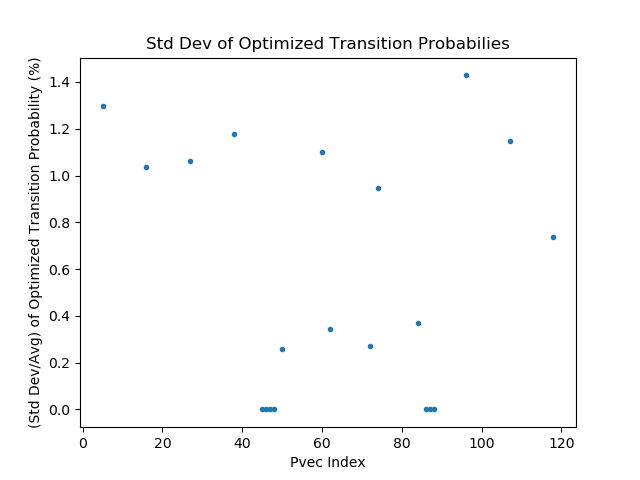 Std Dev of Optimized Transition Probabilies
(Std Dev/Avg) of Optimized Transition Probability (%)
1.4
1.2
1.0
0.8
0.6
0.4
0.2
0.0
0 20 40 60 80 100 120
Pvec Index